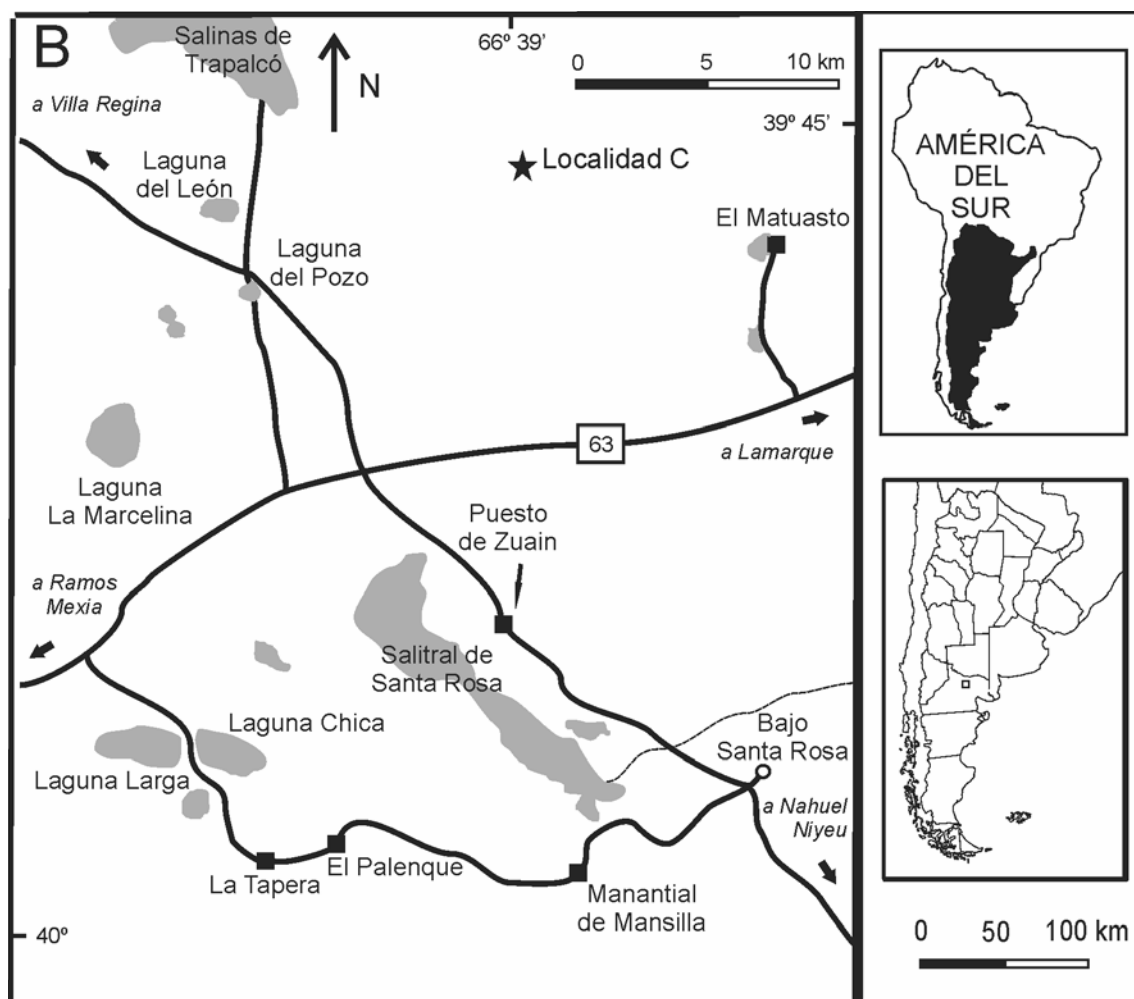 B
Salinas de
Trapalcó
N
66º 39’
0 5 10 km
a Villa Regina
39º 45’
Laguna
del León
Localidad C
El Matuasto
Laguna
del Pozo
63
a Lamarque
Laguna
La Marcelina
Puesto
de Zuain
a Ramos
Mexia
Salitral de
Santa Rosa
Laguna Chica
Bajo
Santa Rosa
Laguna Larga
a Nahuel
Niyeu
La Tapera
El Palenque
Manantial
de Mansilla
40º
AMÉRICA
DEL
SUR
0 50 100 km